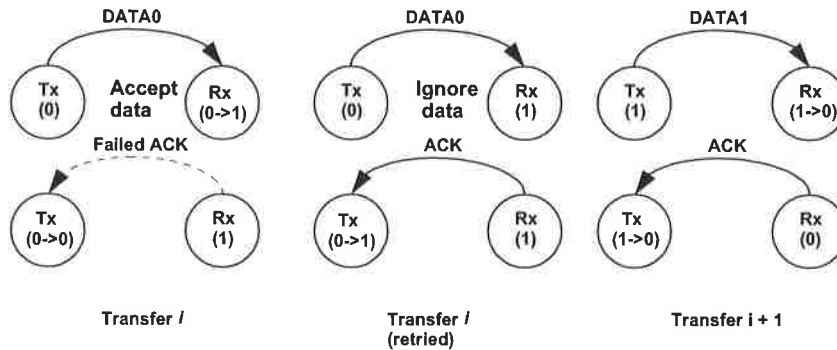 DATA0
Tx
(0)
Accept
data
Rx
(0->1)
Failed ACK
Tx
(0->0)
Rx
(1)
Transfer I
DATA0
Tx
(0)
Ignore
data
Rx
(1)
ACK
Tx
(0->1)
Rx
(1)
Transfer I
(retried)
DATA1
Tx
(1)
Rx
(1->0)
ACK
Tx
(1->0)
Rx
(0)
Transfer i + 1